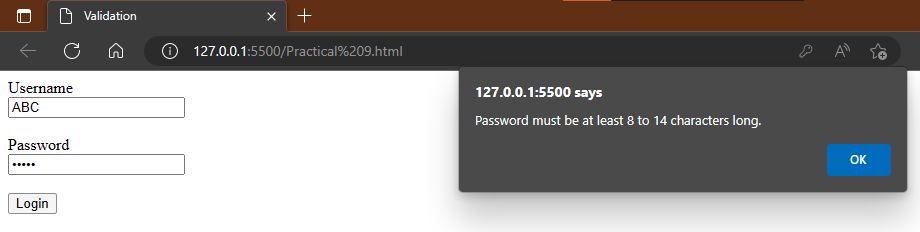 Validation
127.0.0.1:5500/Practical%209.html
127.0.0.1:5500 says
Password must be at least 8 to 14 characters long.
OK
Username
ABC
Password
•••••
Login